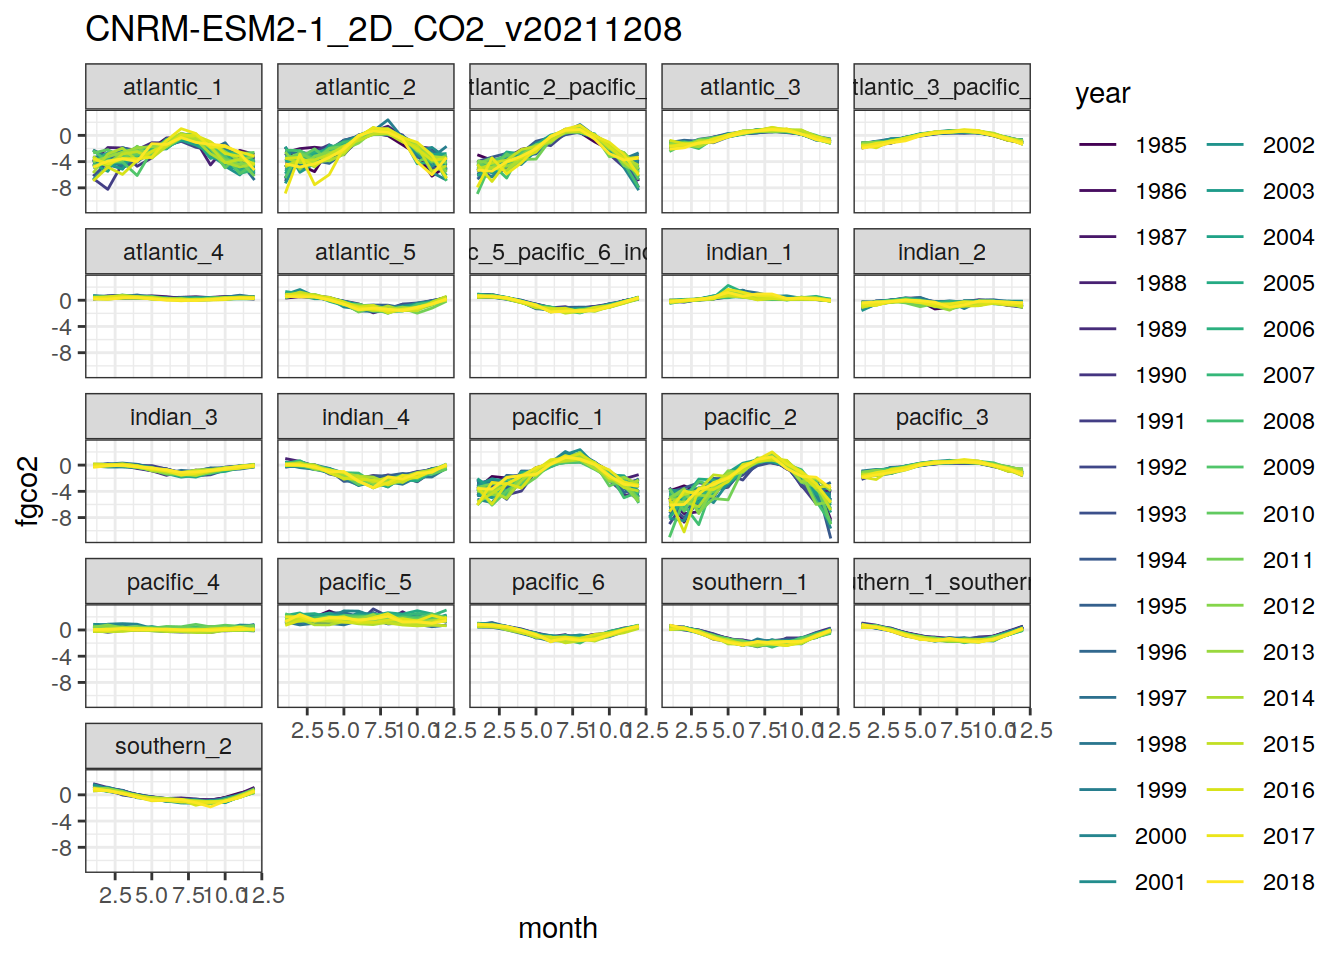 CNRM-ESM2-1_2D_CO2_v20211208
atlantic_1 atlantic_2 tlantic_2_pacific_ atlantic_3 tlantic_3_pacific_
0
-4
-8
atlantic_4 atlantic_5 c_5_pacific_6_ind indian_1 indian_2
0
-4
-8
indian_3 indian_4 pacific_1 pacific_2 pacific_3
0
-4
-8
pacific_4 pacific_5 pacific_6 southern_1 uthern_1_southern
0
-4
-8
2.5 5.0 7.5 10.0 12.5 2.5 5.0 7.5 10.0 12.5 2.5 5.0 7.5 10.0 12.5 2.5 5.0 7.5 10.0 12.5
southern_2
0
-4
-8
2.5 5.0 7.5 10.0 12.5
month
fgco2
year
1985 2002
1986 2003
1987 2004
1988 2005
1989 2006
1990 2007
1991 2008
1992 2009
1993 2010
1994 2011
1995 2012
1996 2013
1997 2014
1998 2015
1999 2016
2000 2017
2001 2018